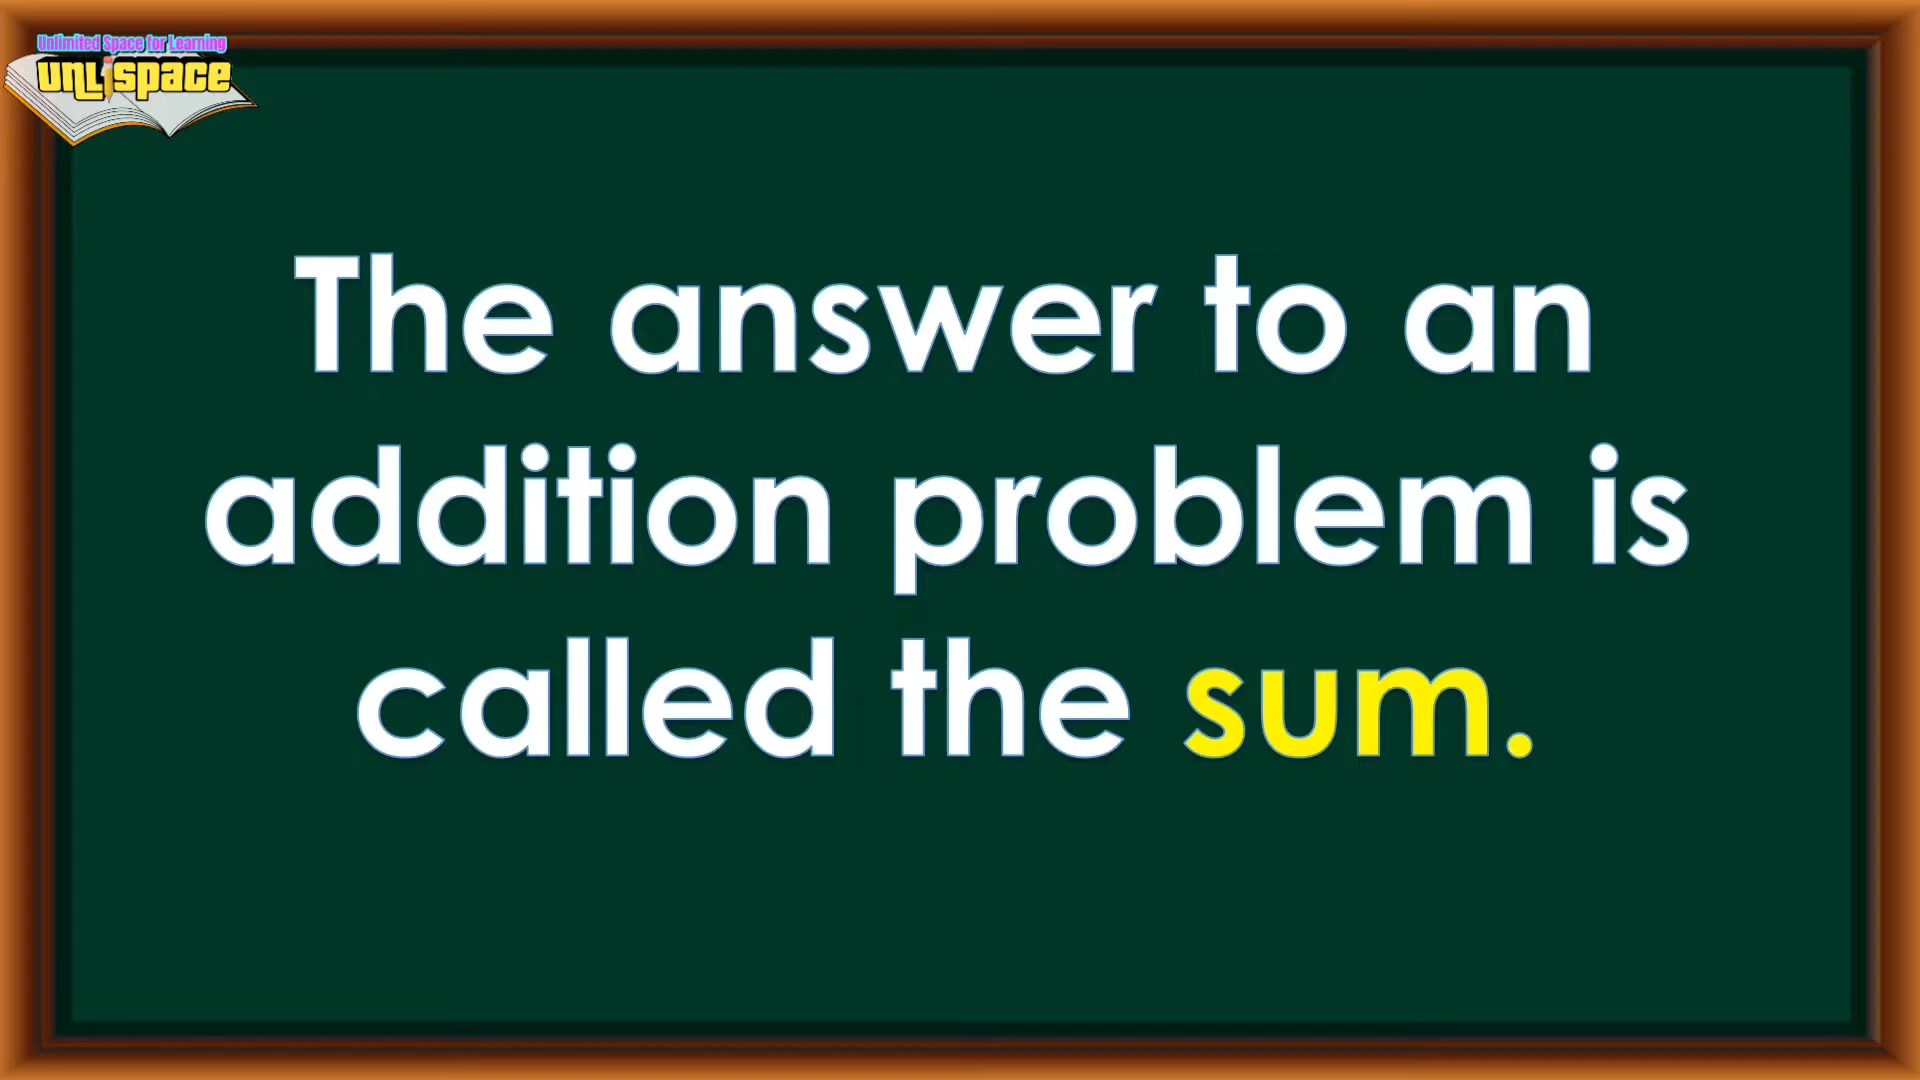 Unlimited Space for Learning
UNLISPACE
The answer to an
addition problem is
called the sum.